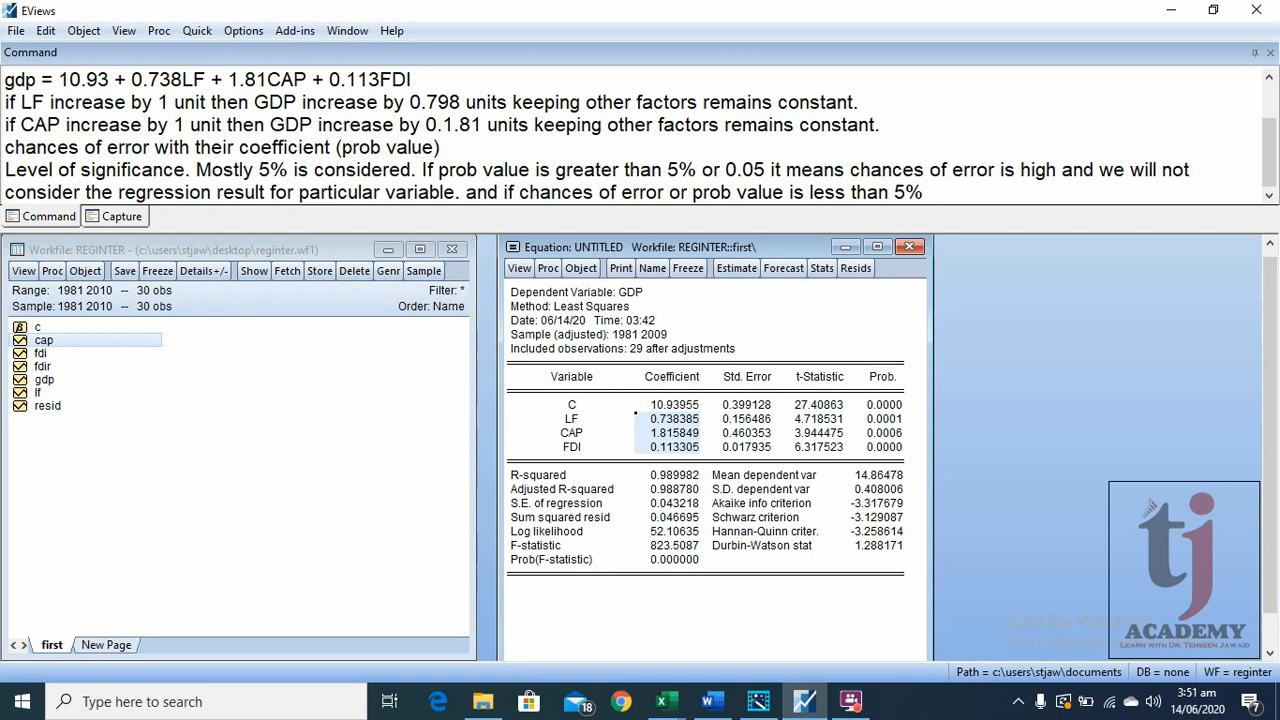 EViews
File Edit Object View Proc Quick Options Add-ins Window Help
Command
gdp = 10.93 + 0.738LF + 1.81CAP + 0.113FDI
if LF increase by 1 unit then GDP increase by 0.798 units keeping other factors remains constant.
if CAP increase by 1 unit then GDP increase by 0.1.81 units keeping other factors remains constant.
chances of error with their coefficient (prob value)
Level of significance. Mostly 5% is considered. If prob value is greater than 5% or 0.05 it means chances of error is high and we will not
consider the regression result for particular variable. and if chances of error or prob value is less than 5%
Command Capture
Workfile: REGINTER - (c:\users\stjaw\desktop\reginter.wf1)
View Proc Object Save Freeze Details+/- Show Fetch Store Delete Genr Sample
Range: 1981 2010 -- 30 obs Filter: *
Sample: 1981 2010 -- 30 obs Order: Name
c
cap
fdi
fdir
gdp
lf
resid
first New Page
Equation: UNTITLED Workfile: REGINTER::first\
View Proc Object Print Name Freeze Estimate Forecast Stats Resids
Dependent Variable: GDP
Method: Least Squares
Date: 06/14/20 Time: 03:42
Sample (adjusted): 1981 2009
Included observations: 29 after adjustments
Variable Coefficient Std. Error t-Statistic Prob.
C 10.93955 0.399128 27.40863 0.0000
LF 0.738385 0.156486 4.718531 0.0001
CAP 1.815849 0.460353 3.944475 0.0006
FDI 0.113305 0.017935 6.317523 0.0000
R-squared 0.989982 Mean dependent var 14.86478
Adjusted R-squared 0.988780 S.D. dependent var 0.408006
S.E. of regression 0.043218 Akaike info criterion -3.317679
Sum squared resid 0.046695 Schwarz criterion -3.129087
Log likelihood 52.10635 Hannan-Quinn criter. -3.258614
F-statistic 823.5087 Durbin-Watson stat 1.288171
Prob(F-statistic) 0.000000
Activate Windows
tj
ACADEMY
LEARN WITH DR. TEHSEEN JAWAID
Path = c:\users\stjaw\documents DB = none WF = reginter
Type here to search
18
3:51 am
14/06/2020
7